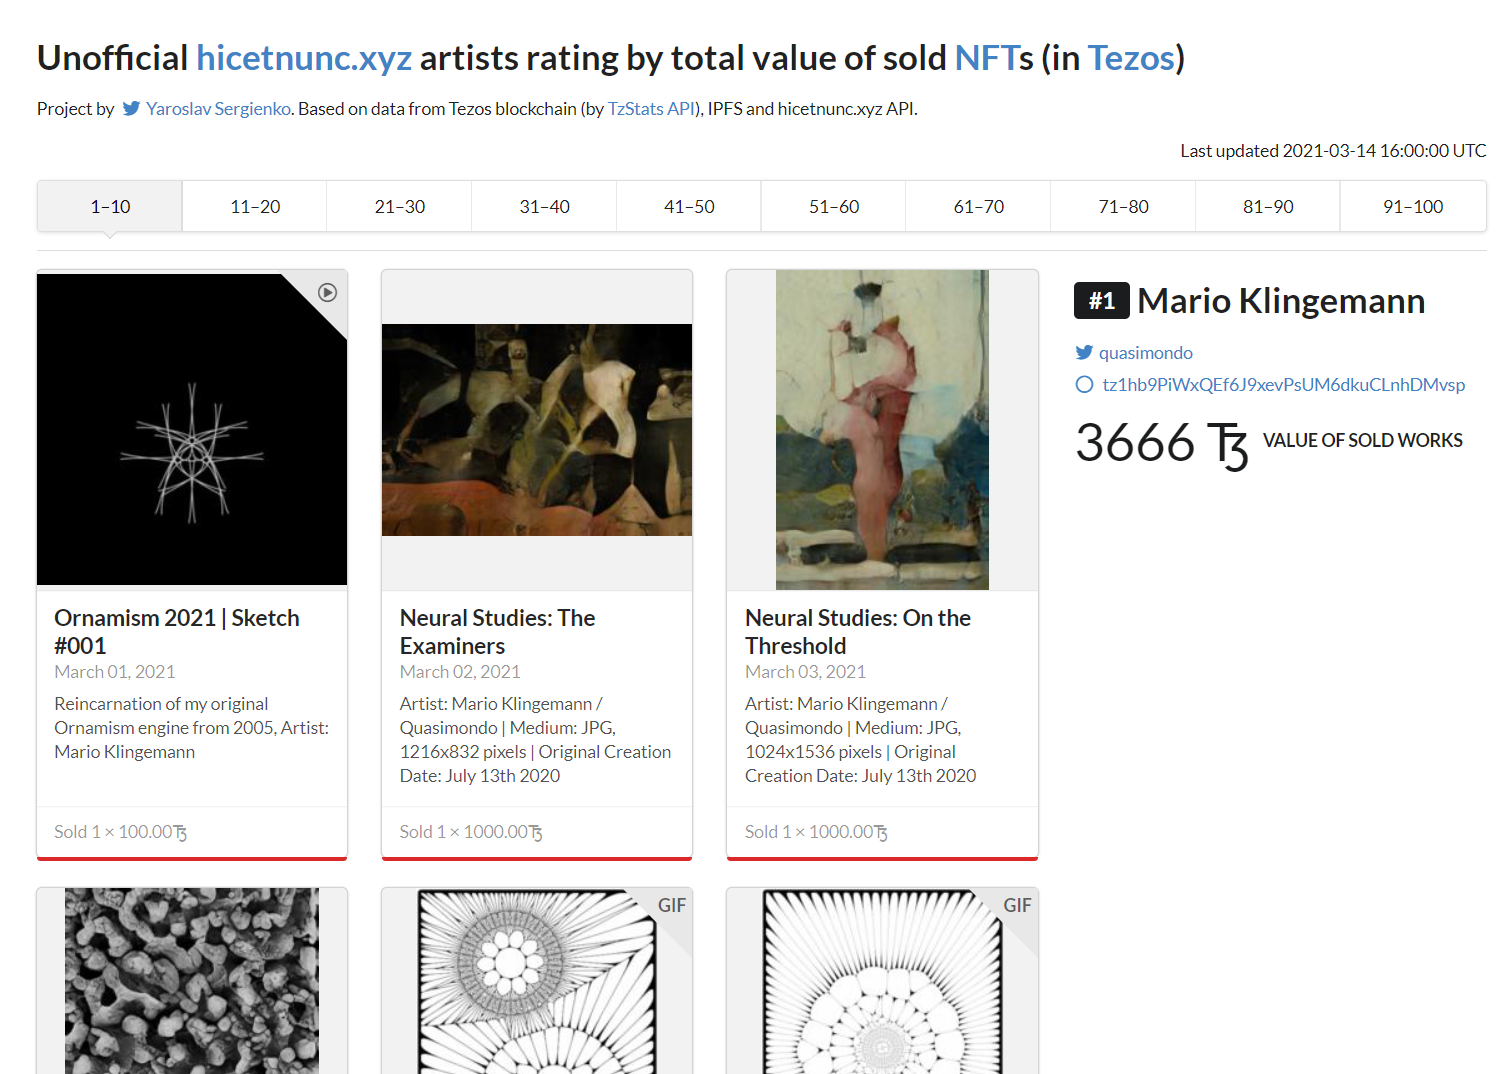 Unofficial hicetnunc.xyz artists rating by total value of sold NFTs (in Tezos)
Project by Yaroslav Sergienko. Based on data from Tezos blockchain (by TzStats API), IPFS and hicetnunc.xyz API.
Last updated 2021-03-14 16:00:00 UTC
1–10 11–20 21–30 31–40 41–50 51–60 61–70 71–80 81–90 91–100
#1 Mario Klingemann
quasimondo
tz1hb9PiWxQEf6J9xevPsUM6dkuCLnhDMvsp
3666 ꜩ VALUE OF SOLD WORKS
Ornamism 2021 | Sketch
#001
March 01, 2021
Reincarnation of my original
Ornamism engine from 2005, Artist:
Mario Klingemann
Sold 1 × 100.00ꜩ
Neural Studies: The
Examiners
March 02, 2021
Artist: Mario Klingemann /
Quasimondo | Medium: JPG,
1216x832 pixels | Original Creation
Date: July 13th 2020
Sold 1 × 1000.00ꜩ
Neural Studies: On the
Threshold
March 03, 2021
Artist: Mario Klingemann /
Quasimondo | Medium: JPG,
1024x1536 pixels | Original
Creation Date: July 13th 2020
Sold 1 × 1000.00ꜩ
GIF
GIF